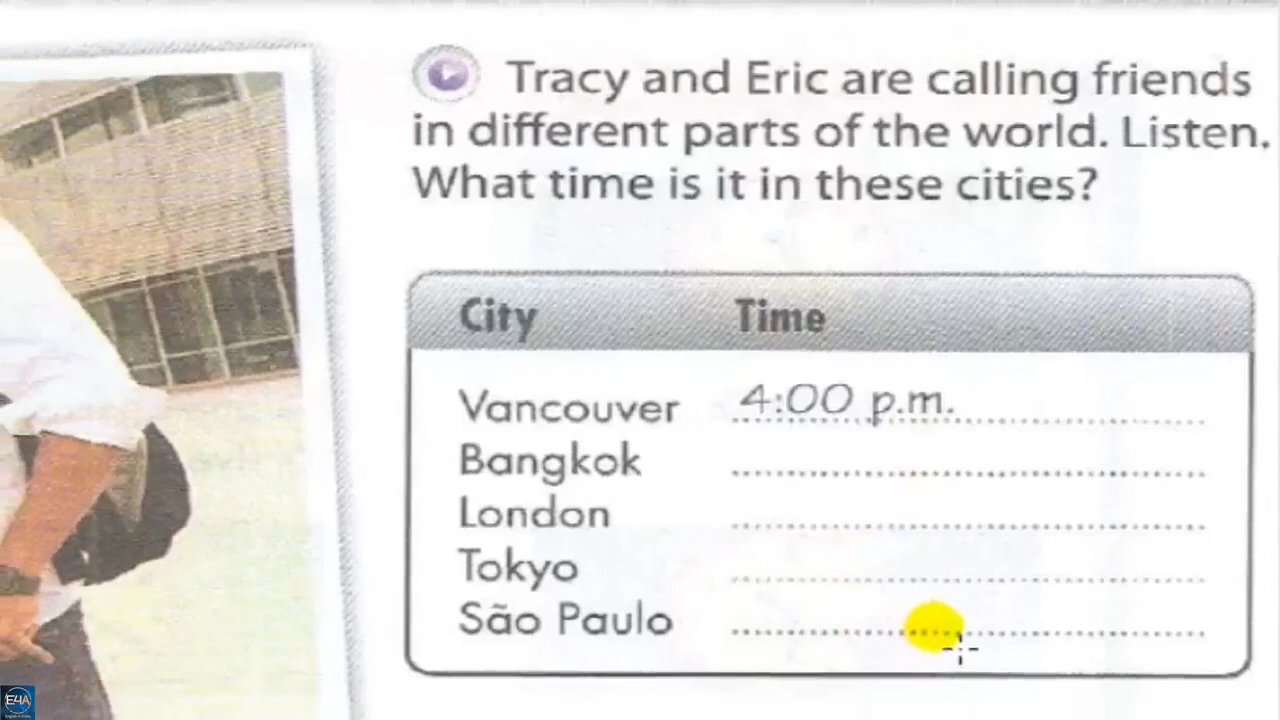 Tracy and Eric are calling friends
in different parts of the world. Listen.
What time is it in these cities?
City Time
Vancouver 4:00 p.m.
Bangkok
London
Tokyo
São Paulo
E4A